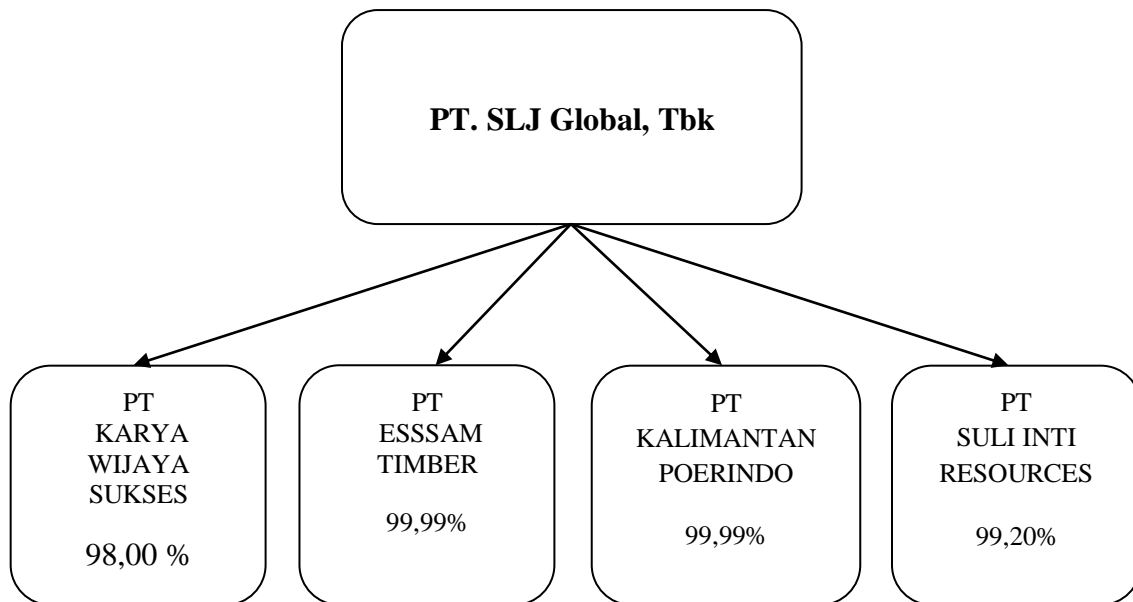 PT. SLJ Global, Tbk
PT
KARYA
WIJAYA
SUKSES
98,00 %
PT
ESSSAM
TIMBER
99,99%
PT
KALIMANTAN
POERINDO
99,99%
PT
SULI INTI
RESOURCES
99,20%